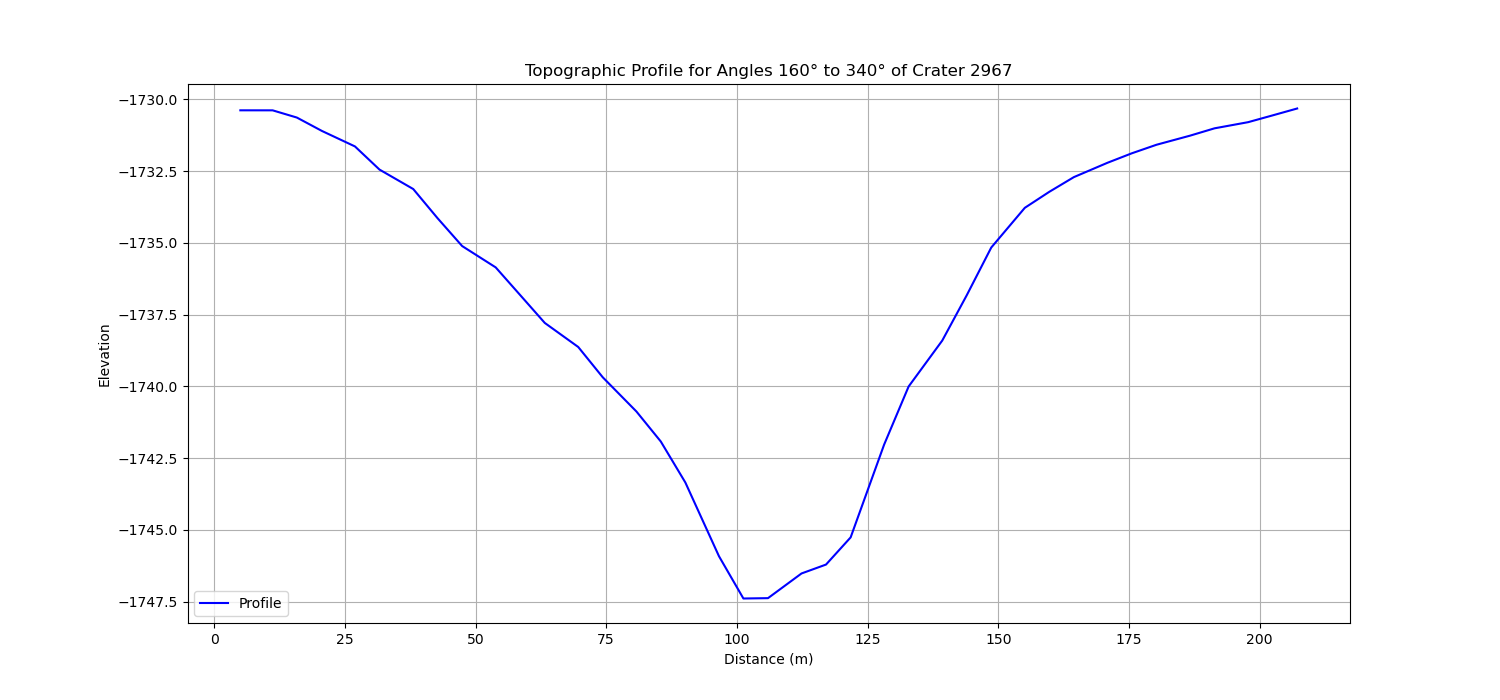 Topographic Profile for Angles 160° to 340° of Crater 2967
−1730.0
−1732.5
−1735.0
−1737.5
−1740.0
−1742.5
−1745.0
−1747.5
Elevation
Profile
0 25 50 75 100 125 150 175 200
Distance (m)